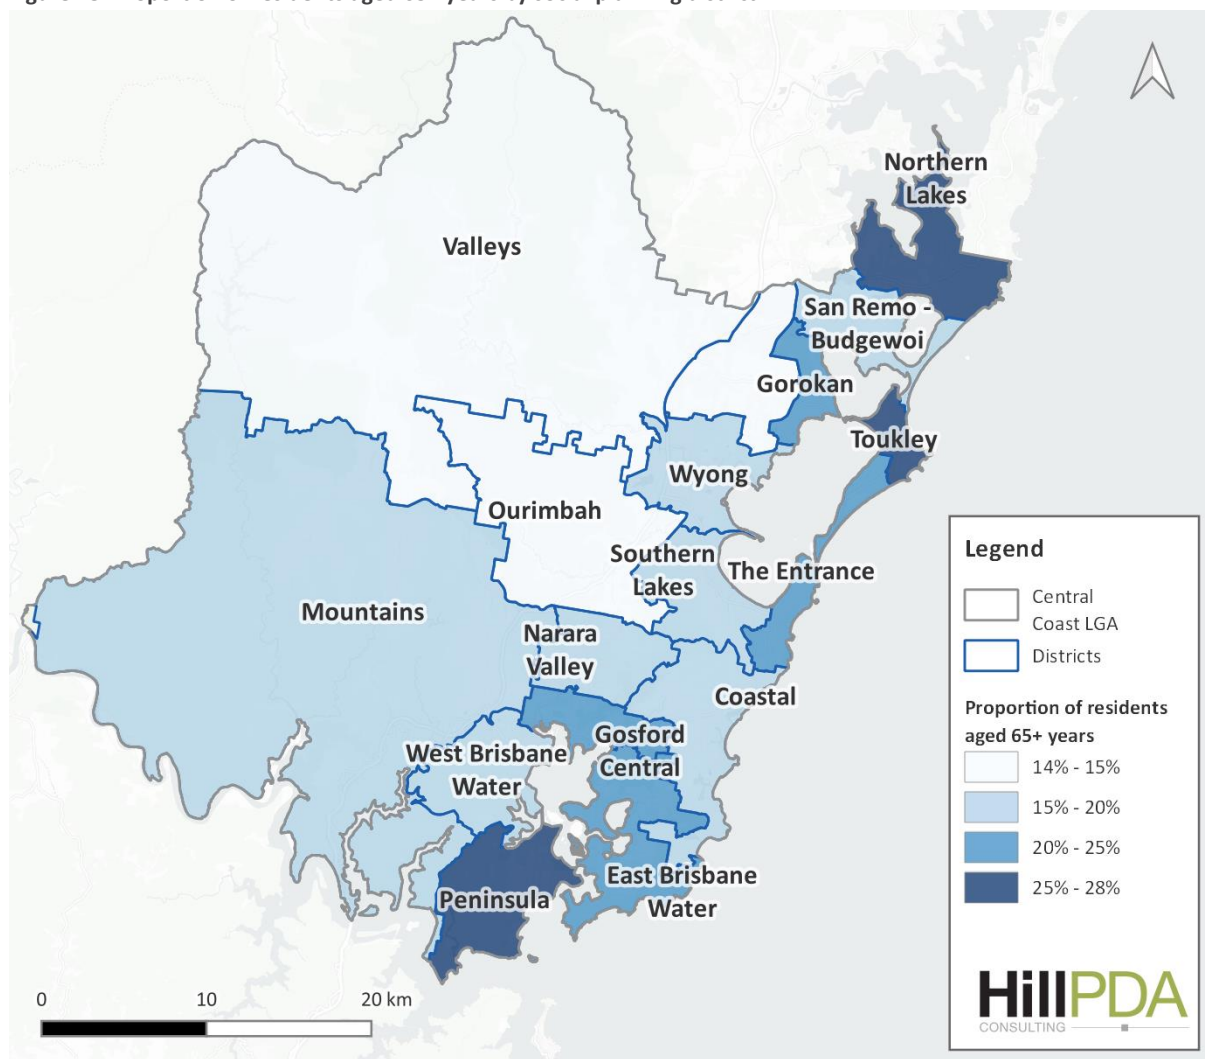 Northern
Lakes
Valleys
San Remo -
Budgewoi
Gorokan
Toukley
Wyong
Ourimbah
Southern
Lakes
The Entrance
Mountains
Narara
Valley
Coastal
Gosford
Central
West Brisbane
Water
Peninsula
East Brisbane
Water
0 10 20 km
Legend
Central
Coast LGA
Districts
Proportion of residents
aged 65+ years
14% - 15%
15% - 20%
20% - 25%
25% - 28%
HillPDA
CONSULTING